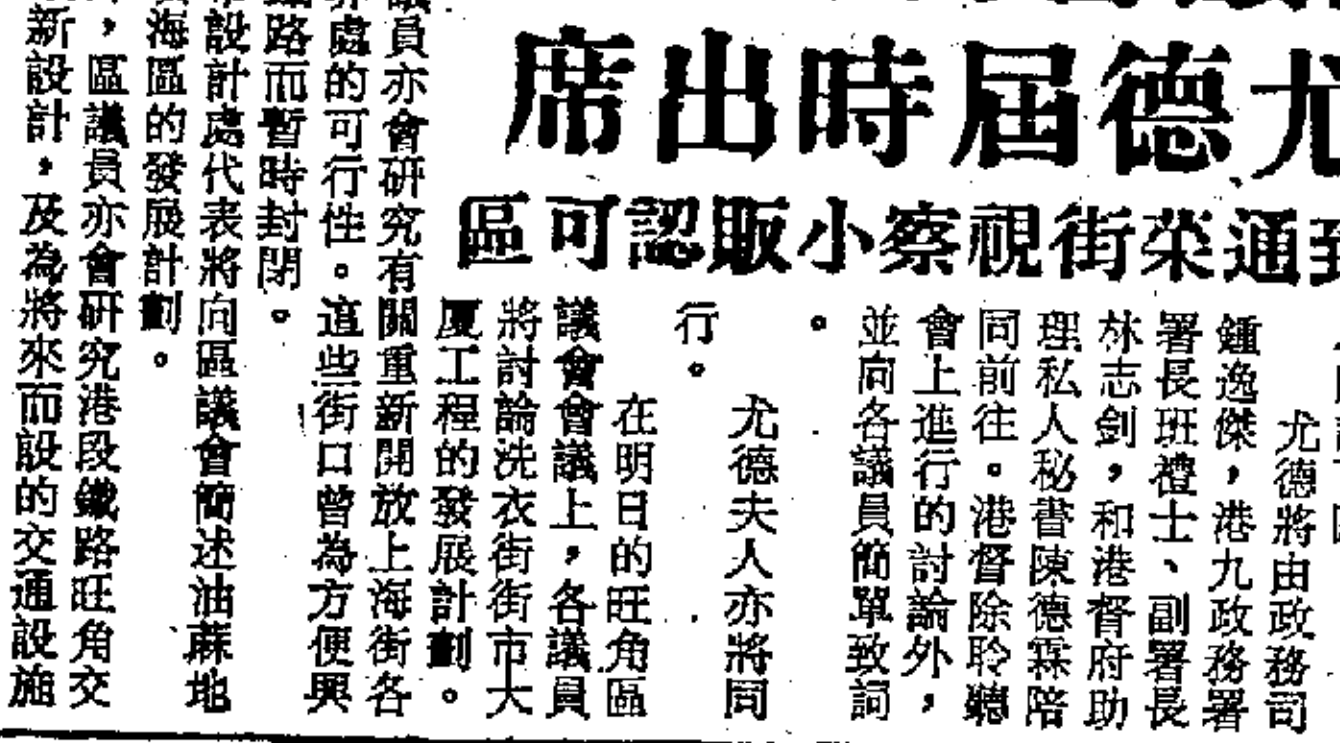 尤德屆時出席
通菜街視察小販認可區
尤德將由政務司
鍾逸傑，港九政務署
署長班禮士、副署長
林志釗，和港督府助
理私人秘書陳德霖陪
同前往。港督除聆聽
會上進行的討論外，
並向各議員簡單致詞
。
尤德夫人亦將同
行。
在明日的旺角區
議會會議上，各議員
將討論洗衣街街市大
厦工程的發展計劃。
員亦會研究有關重新開放上海街各
處的可行性。這些街口曾為方便興
路而暫時封閉。
設計處代表將向區議會簡述油蔴地
海區的發展計劃。
，區議員亦會研究港段鐵路旺角交
新設計，及為將來而設的交通設施